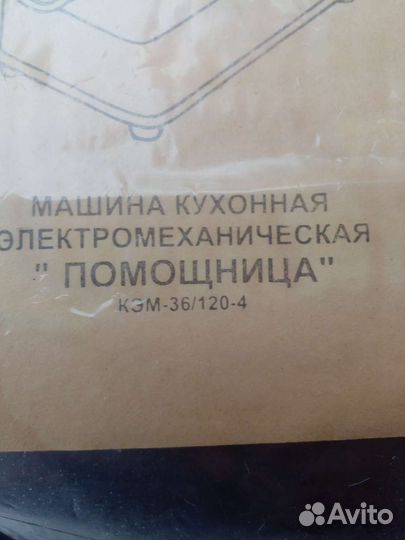 МАШИНА КУХОННАЯ
ЭЛЕКТРОМЕХАНИЧЕСКАЯ
" ПОМОЩНИЦА"
КЭМ-36/120-4
Avito